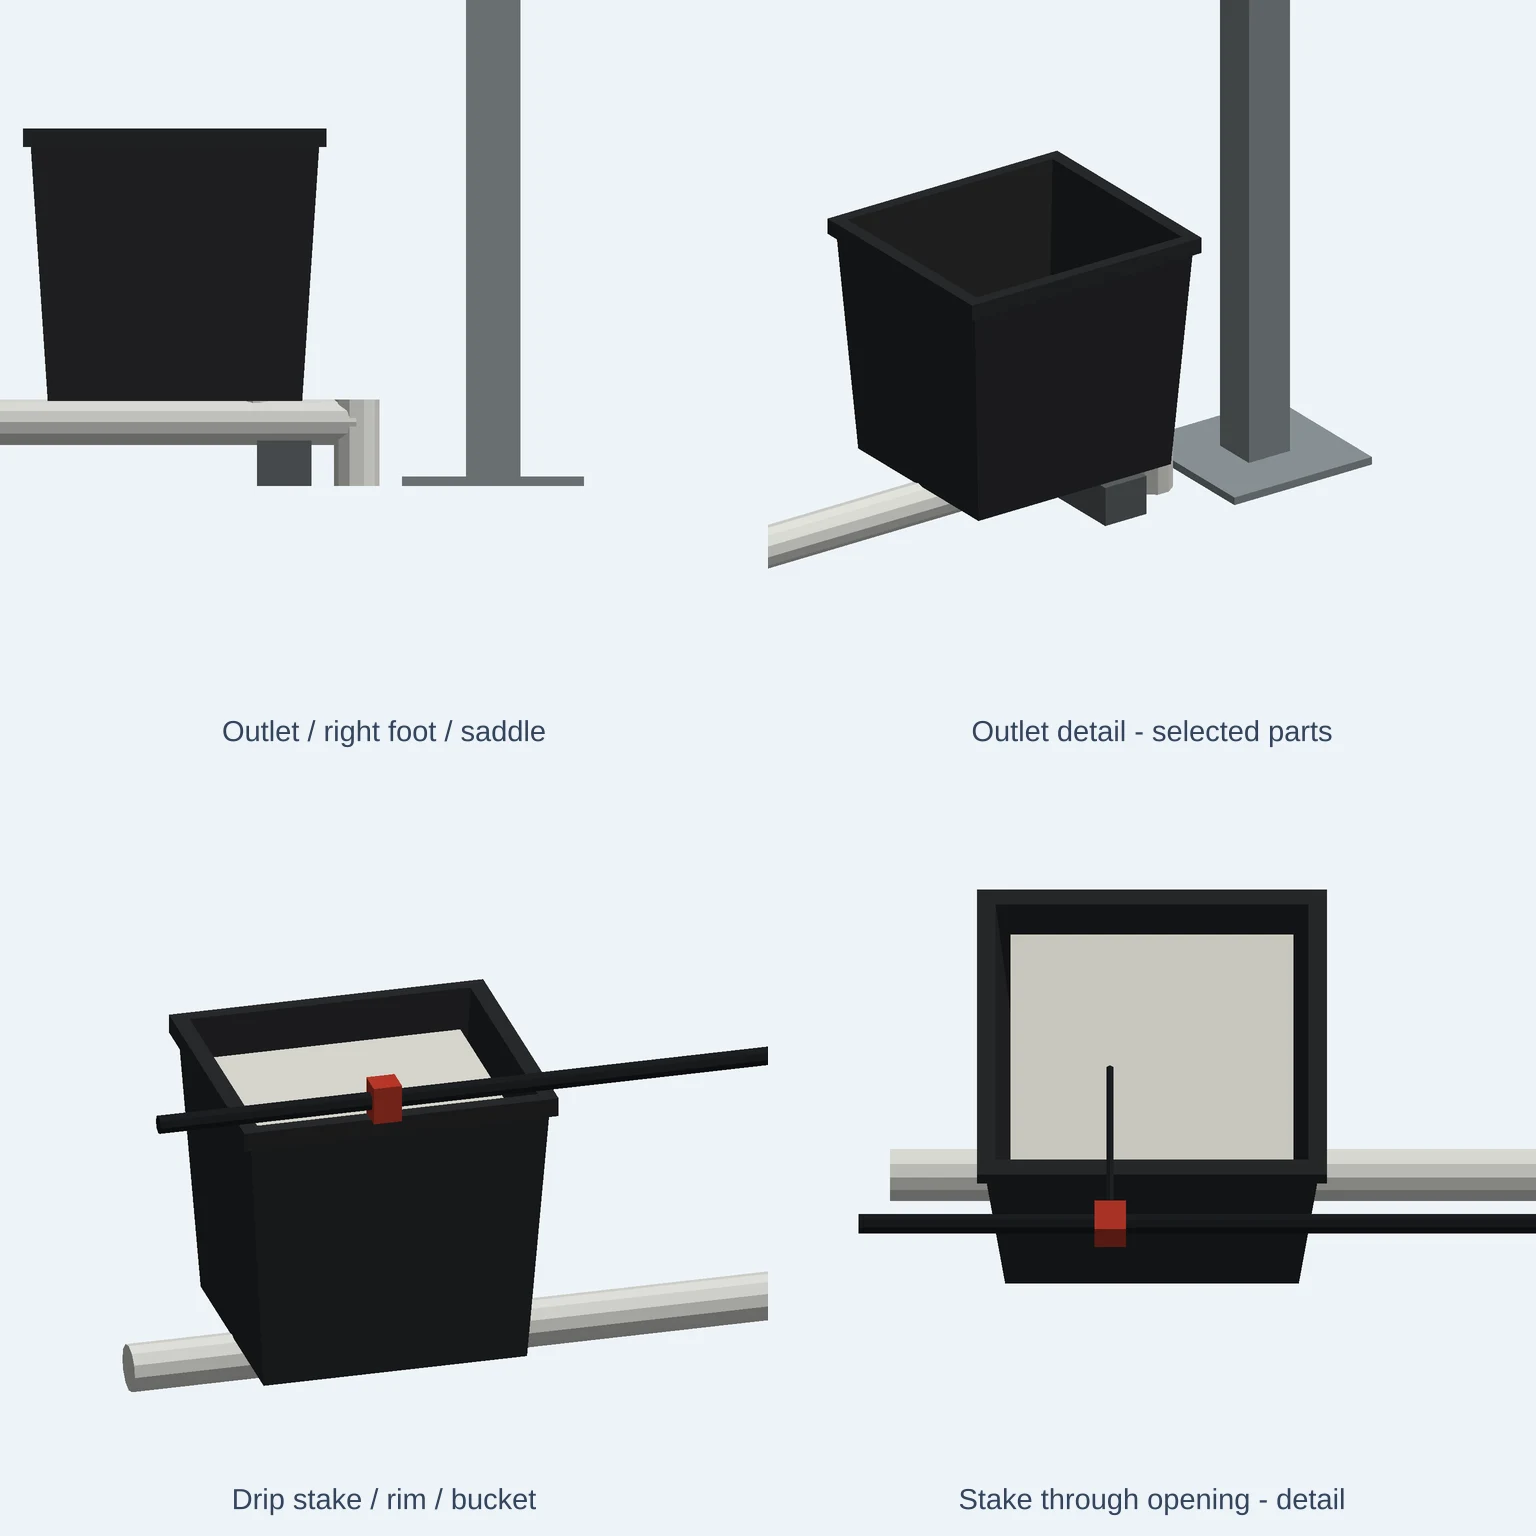 Outlet / right foot / saddle
Outlet detail - selected parts
Drip stake / rim / bucket
Stake through opening - detail